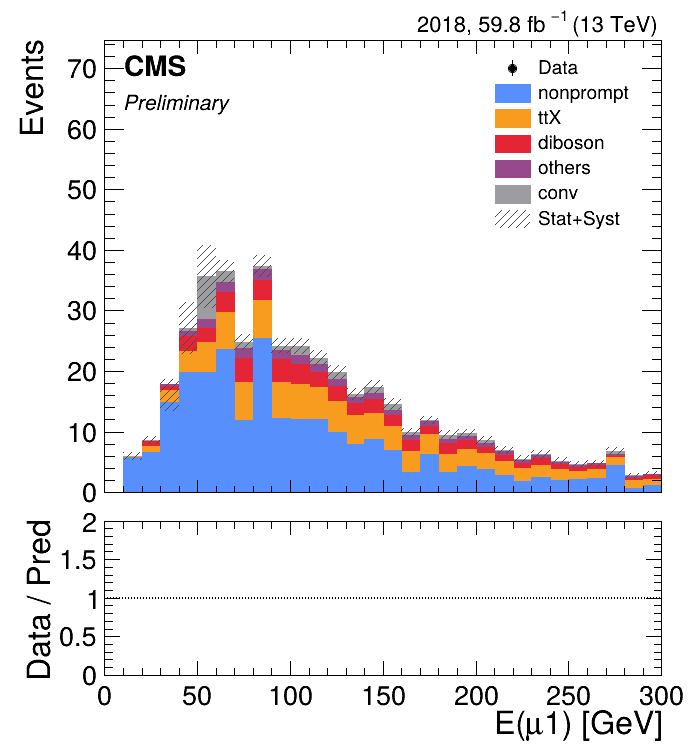 2018, 59.8 fb⁻¹ (13 TeV)
CMS
Preliminary
Data
nonprompt
ttX
diboson
others
conv
Stat+Syst
Events
70
60
50
40
30
20
10
0
Data / Pred
2
1.5
1
0.5
0
0 50 100 150 200 250 300
E(μ1) [GeV]